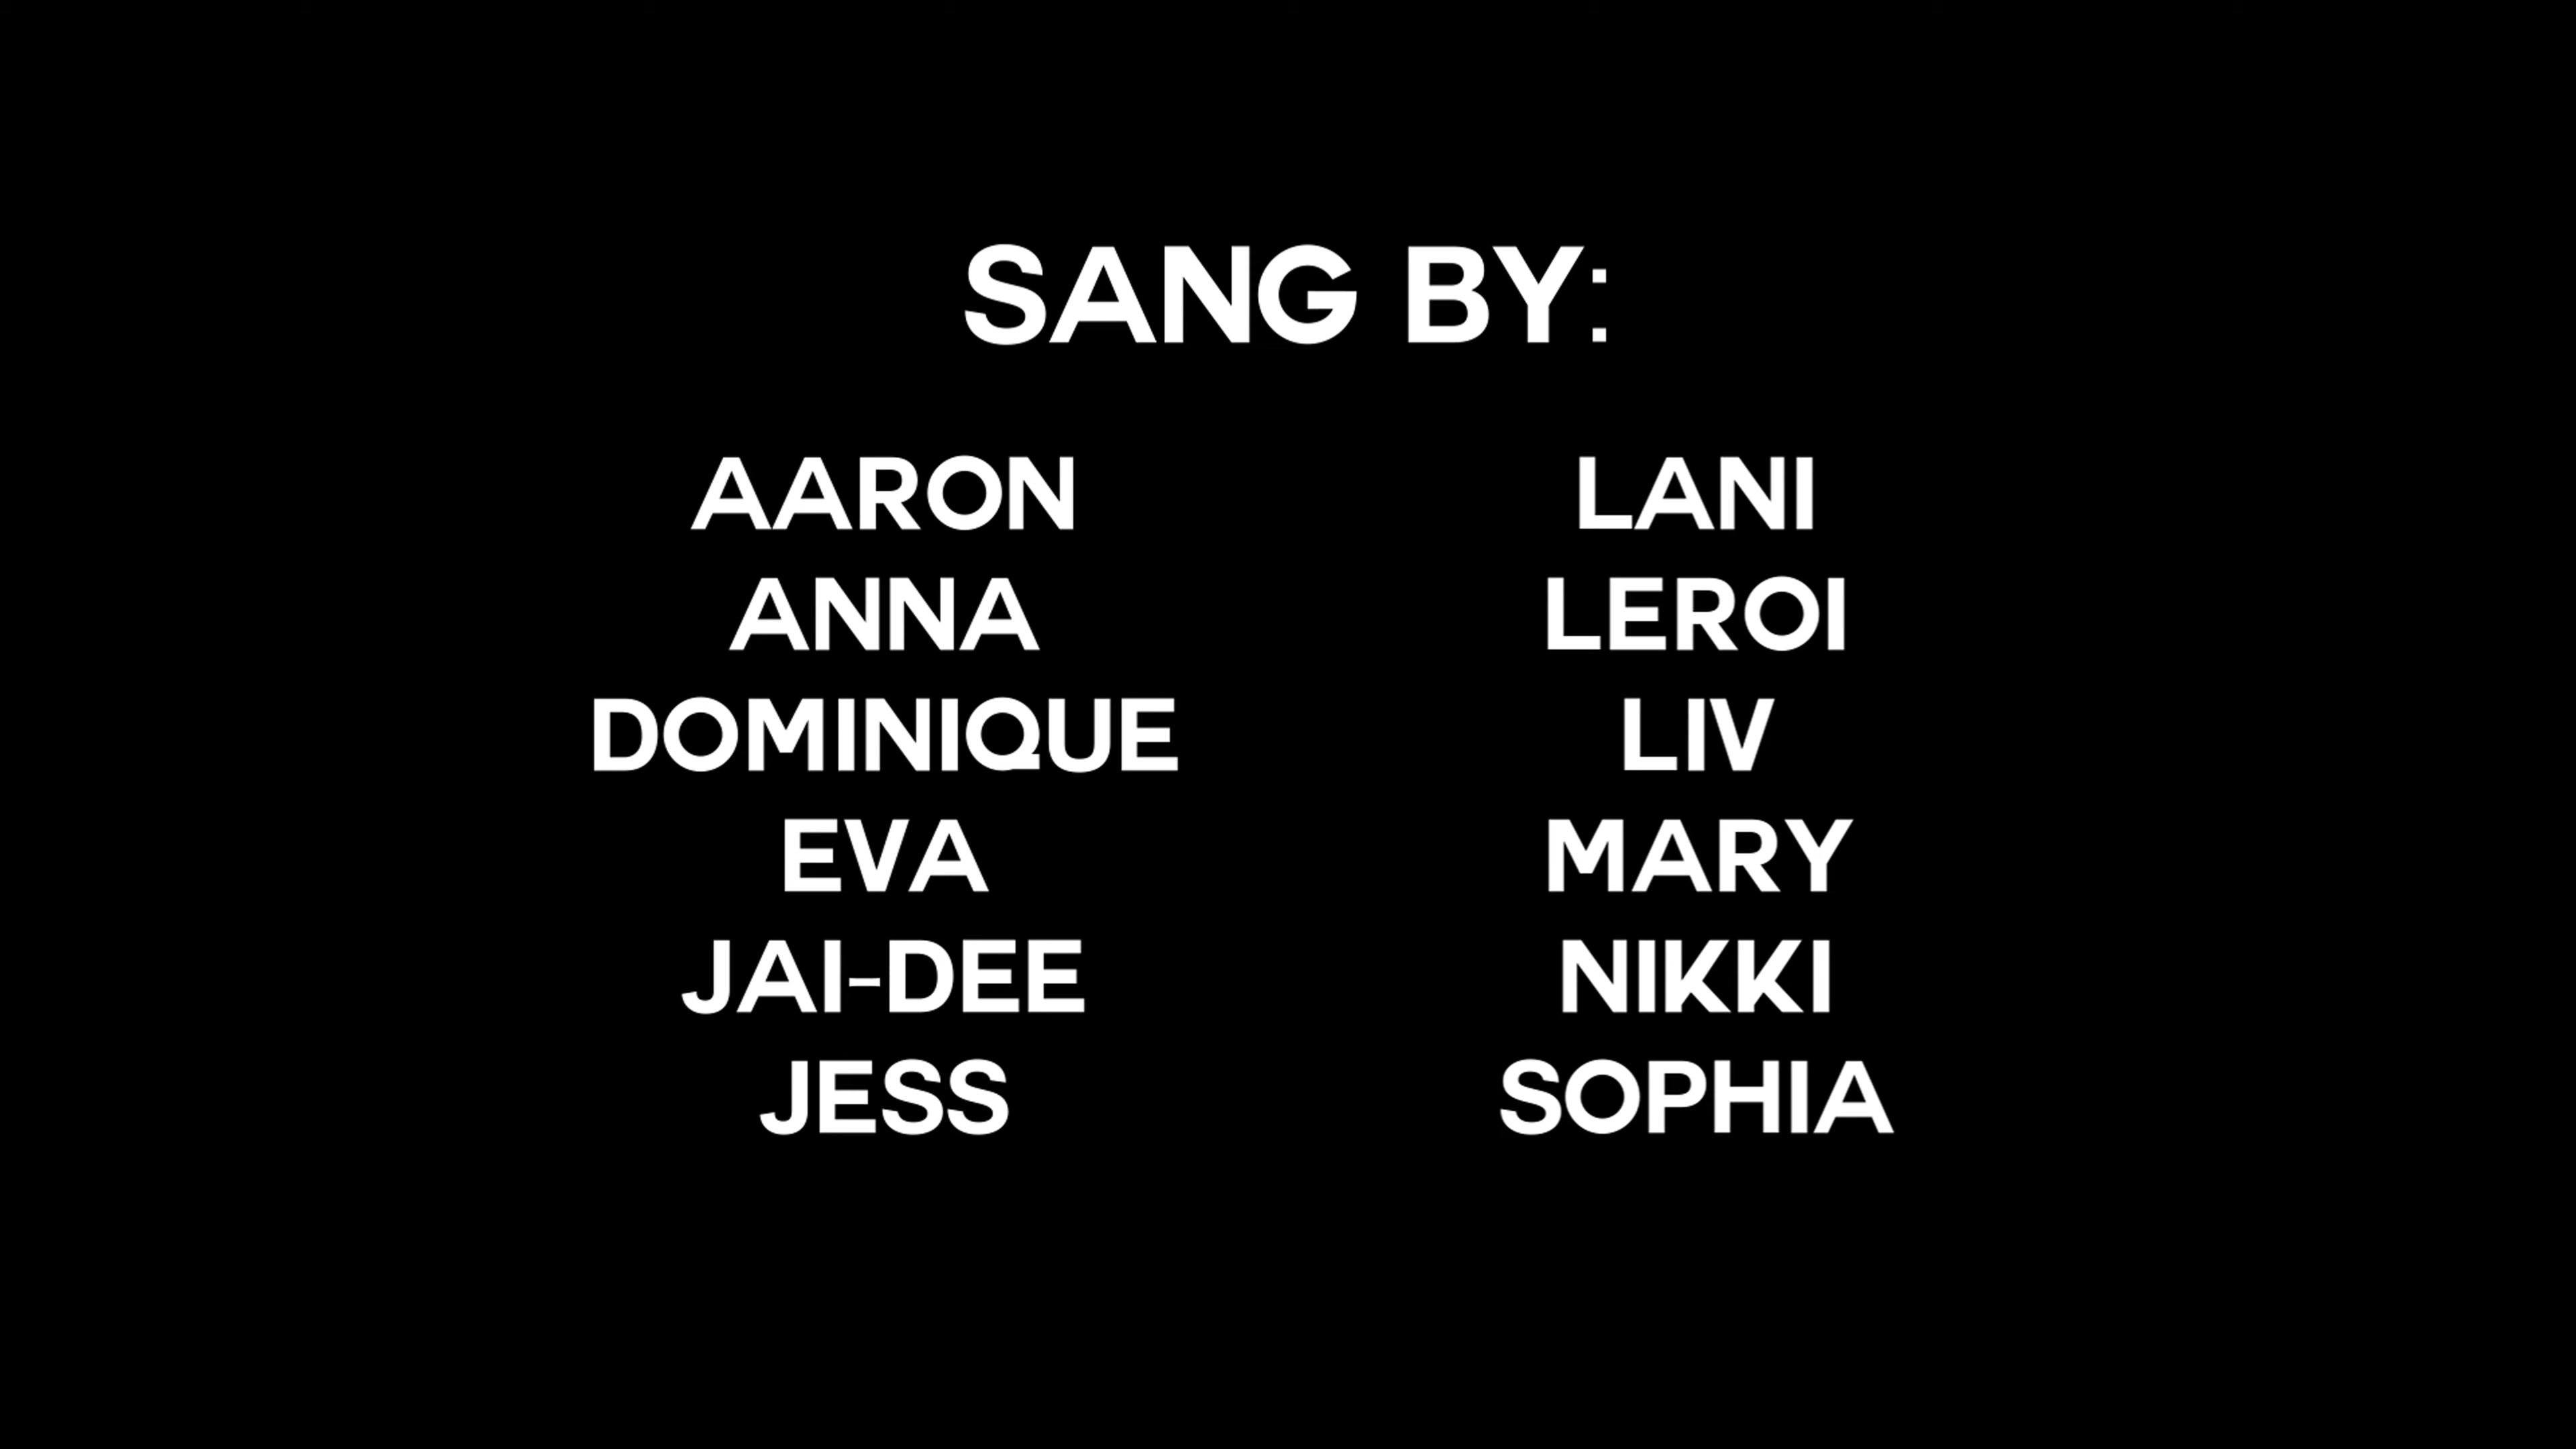 SANG BY:
AARON
ANNA
DOMINIQUE
EVA
JAI-DEE
JESS
LANI
LEROI
LIV
MARY
NIKKI
SOPHIA